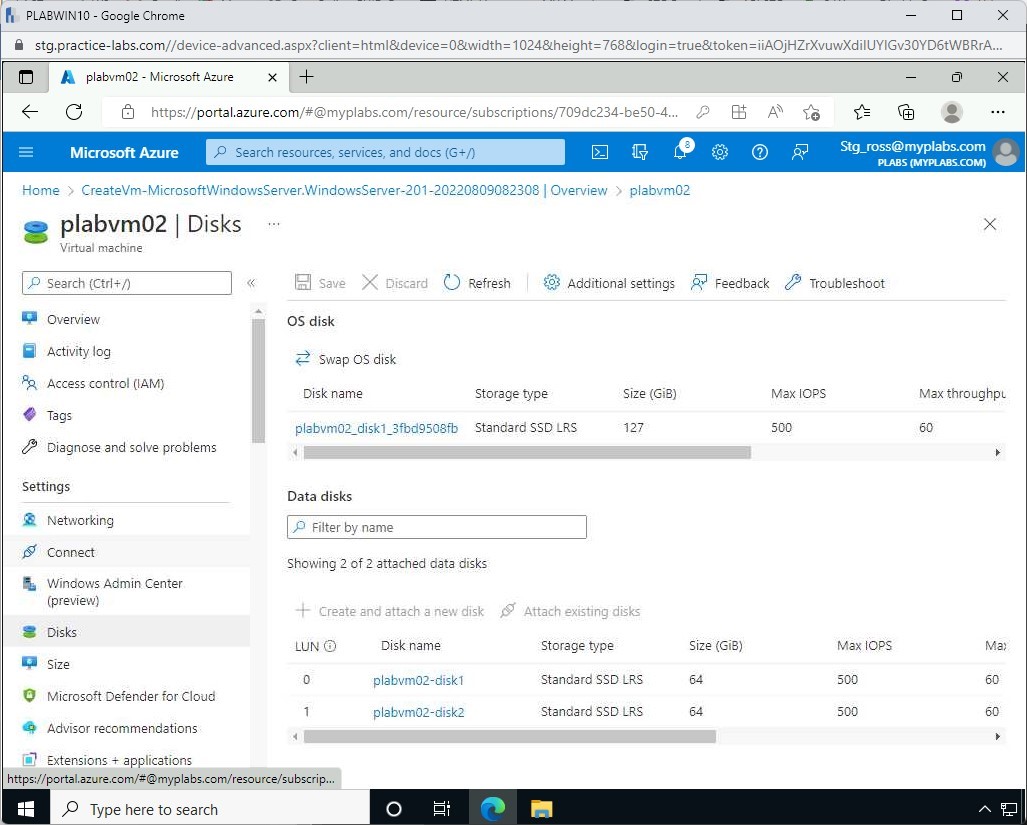 PLABWIN10 - Google Chrome
stg.practice-labs.com//device-advanced.aspx?client=html&device=0&width=1024&height=768&login=true&token=iiAOjHZrXvuwXdilUYIGv30YD6tWBRrA...
plabvm02 - Microsoft Azure
https://portal.azure.com/#@myplabs.com/resource/subscriptions/709dc234-be50-4...
Microsoft Azure
Search resources, services, and docs (G+/)
8
Stg_ross@myplabs.com
PLABS (MYPLABS.COM)
Home > CreateVm-MicrosoftWindowsServer.WindowsServer-201-20220809082308 | Overview > plabvm02
plabvm02 | Disks ...
Virtual machine
Search (Ctrl+/)
Overview
Activity log
Access control (IAM)
Tags
Diagnose and solve problems
Settings
Networking
Connect
Windows Admin Center
(preview)
Disks
Size
Microsoft Defender for Cloud
Advisor recommendations
Extensions + applications
Save Discard Refresh Additional settings Feedback Troubleshoot
OS disk
Swap OS disk
Disk name Storage type Size (GiB) Max IOPS Max throughpu
plabvm02_disk1_3fbd9508fb Standard SSD LRS 127 500 60
Data disks
Filter by name
Showing 2 of 2 attached data disks
Create and attach a new disk Attach existing disks
LUN Disk name Storage type Size (GiB) Max IOPS Max
0 plabvm02-disk1 Standard SSD LRS 64 500 60
1 plabvm02-disk2 Standard SSD LRS 64 500 60
https://portal.azure.com/#@myplabs.com/resource/subscrip...
Type here to search